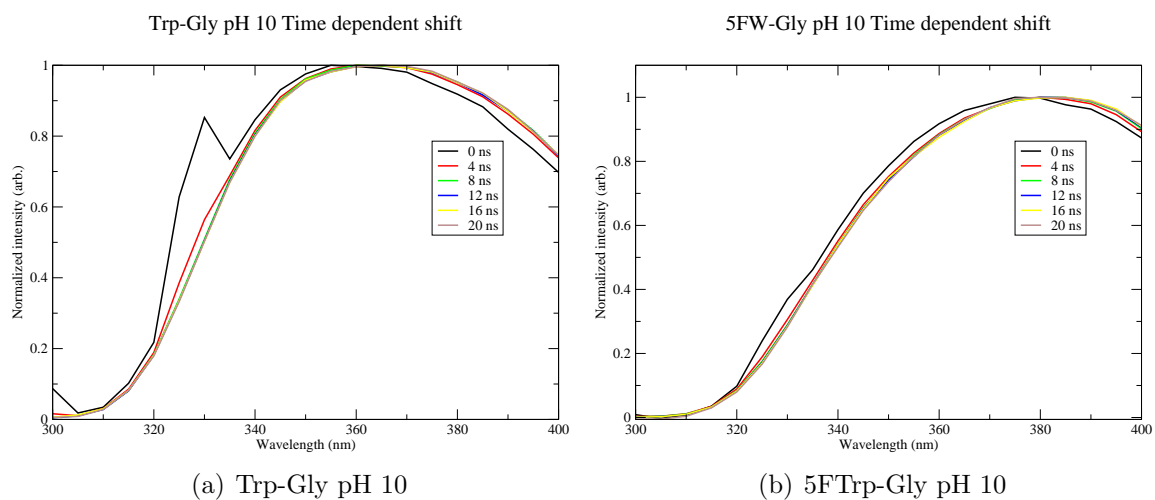 Trp-Gly pH 10 Time dependent shift
Normalized intensity (arb.)
1
0.8
0.6
0.4
0.2
0
300
320
340
360
380
400
Wavelength (nm)
0 ns
4 ns
8 ns
12 ns
16 ns
20 ns
(a) Trp-Gly pH 10
5FW-Gly pH 10 Time dependent shift
Normalized intensity (arb.)
1
0.8
0.6
0.4
0.2
0
300
320
340
360
380
400
Wavelength (nm)
0 ns
4 ns
8 ns
12 ns
16 ns
20 ns
(b) 5FTrp-Gly pH 10